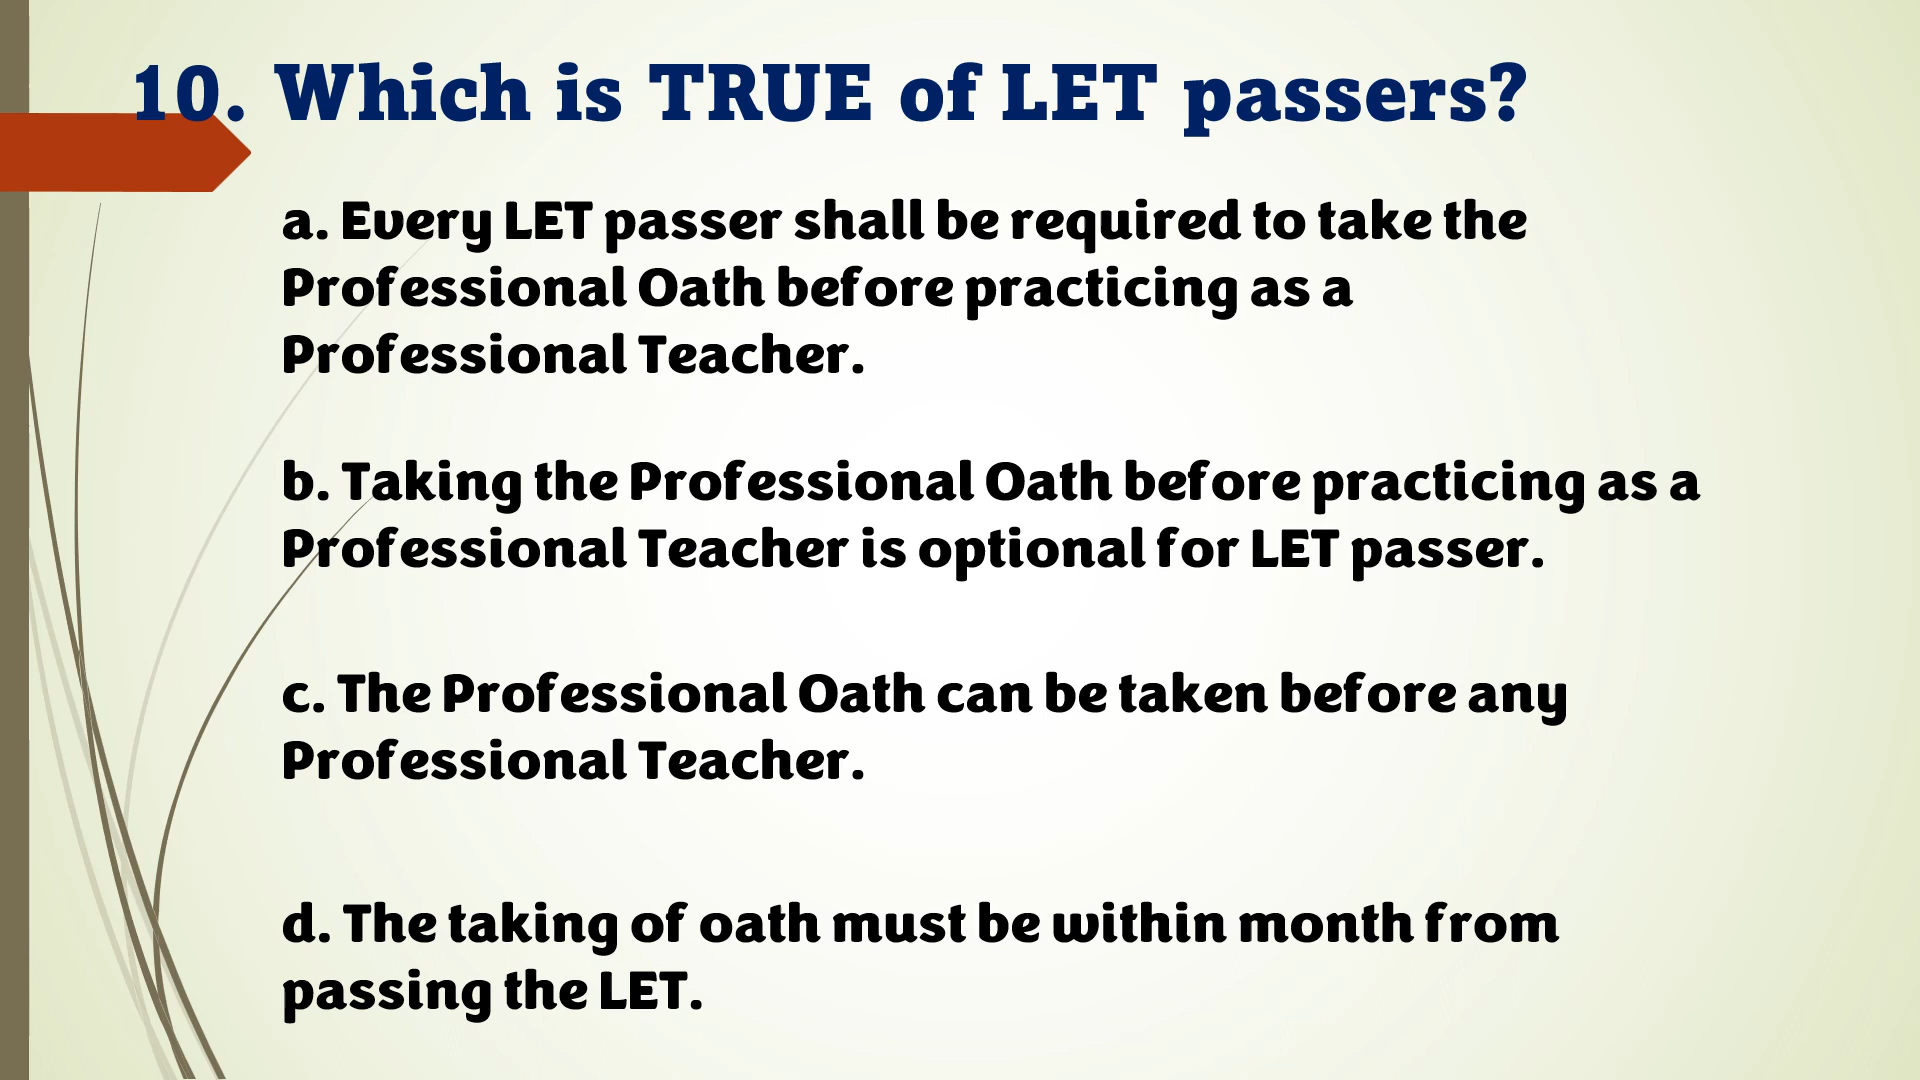 10. Which is TRUE of LET passers?
a. Every LET passer shall be required to take the
Professional Oath before practicing as a
Professional Teacher.
b. Taking the Professional Oath before practicing as a
Professional Teacher is optional for LET passer.
c. The Professional Oath can be taken before any
Professional Teacher.
d. The taking of oath must be within month from
passing the LET.